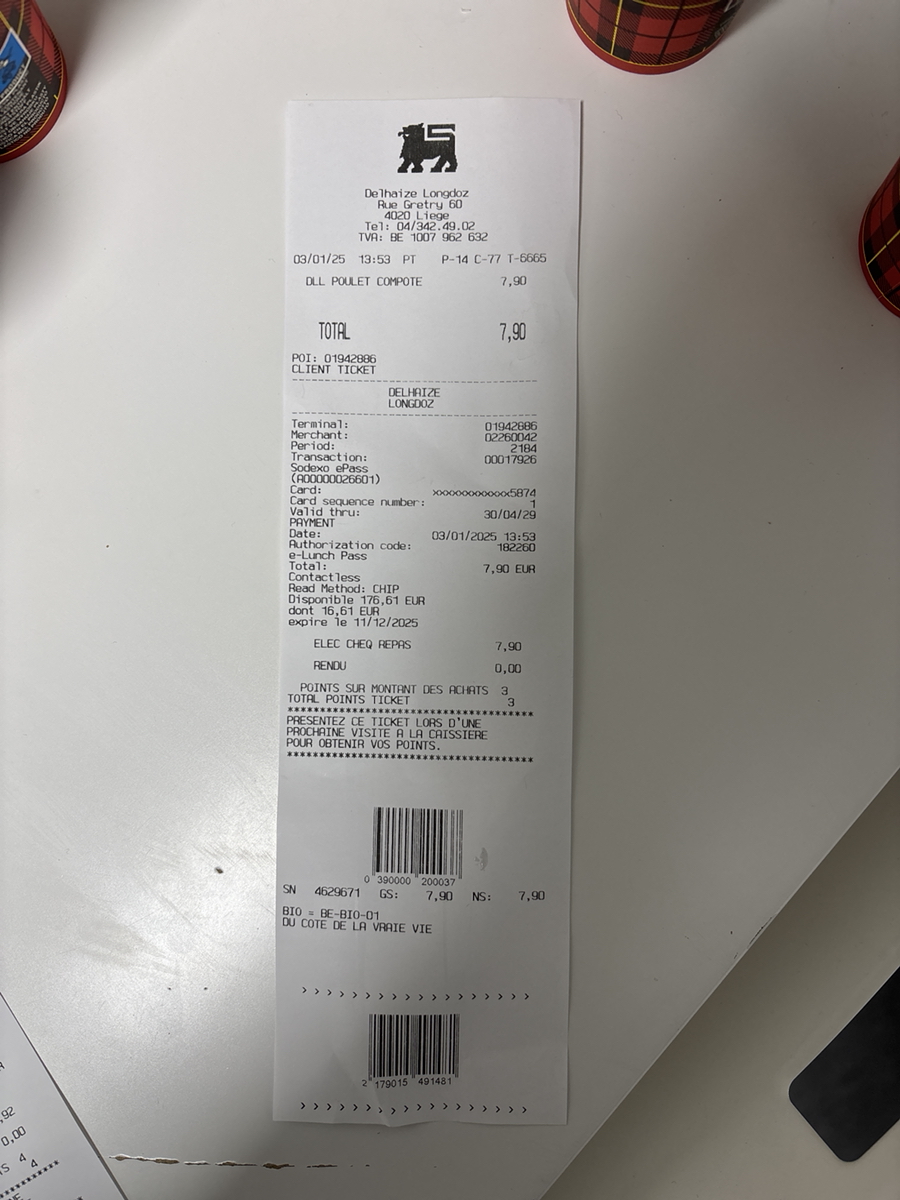 Delhaize Longdoz
Rue Gretry 60
4020 Liege
Tel: 04/342.49.02
TVA: BE 1007 962 632
03/01/25 13:53 PT P-14 C-77 T-6665
DLL POULET COMPOTE 7,90
TOTAL 7,90
POI: 01942886
CLIENT TICKET
DELHAIZE
LONGDOZ
Terminal: 01942886
Merchant: 02260042
Period: 2184
Transaction: 00017926
Sodexo ePass
(A00000026601)
Card: xxxxxxxxxxxx5874
Card sequence number: 1
Valid thru: 30/04/29
PAYMENT
Date: 03/01/2025 13:53
Authorization code: 182260
e-Lunch Pass
Total: 7,90 EUR
Contactless
Read Method: CHIP
Disponible 176,61 EUR
dont 16,61 EUR
expire le 11/12/2025
ELEC CHEQ REPAS 7,90
RENDU 0,00
POINTS SUR MONTANT DES ACHATS 3
TOTAL POINTS TICKET 3
************************************
PRESENTEZ CE TICKET LORS D'UNE
PROCHAINE VISITE A LA CAISSIERE
POUR OBTENIR VOS POINTS.
************************************
0 390000 200037
SN 4629671 GS: 7,90 NS: 7,90
BIO = BE-BIO-01
DU COTE DE LA VRAIE VIE
> > > > > > > > > > > > > > > > > >
2 179015 491481
> > > > > > > > > > > > > > > > > >
,92
0,00
4
4